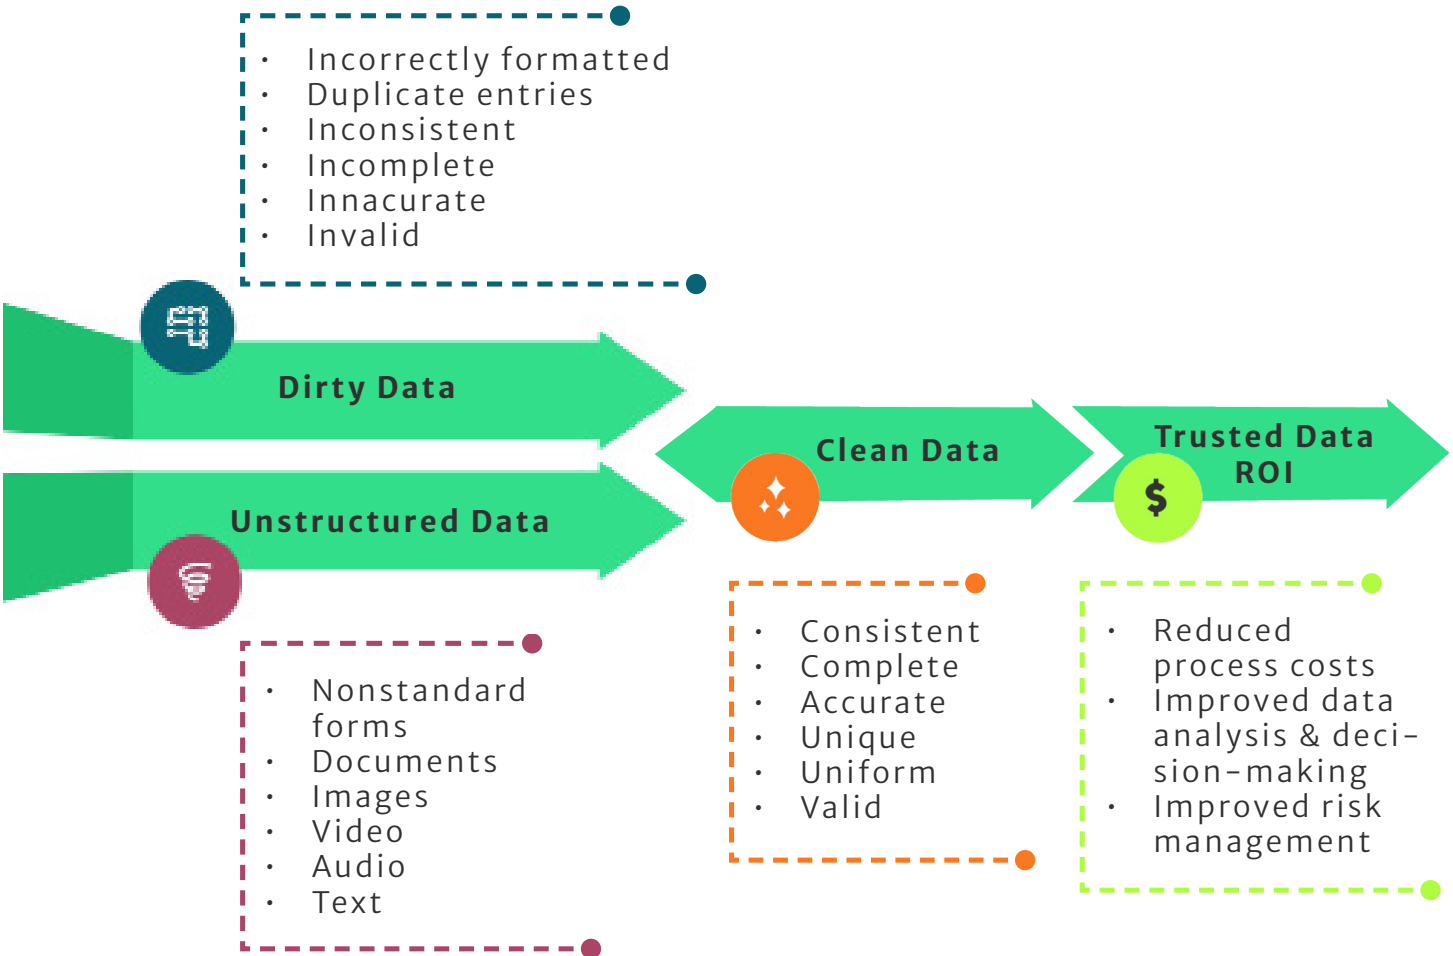 • Incorrectly formatted
• Duplicate entries
• Inconsistent
• Incomplete
• Innacurate
• Invalid
Dirty Data
Unstructured Data
• Nonstandard
forms
• Documents
• Images
• Video
• Audio
• Text
Clean Data
• Consistent
• Complete
• Accurate
• Unique
• Uniform
• Valid
Trusted Data
ROI
$
• Reduced
process costs
• Improved data
analysis & deci-
sion-making
• Improved risk
management